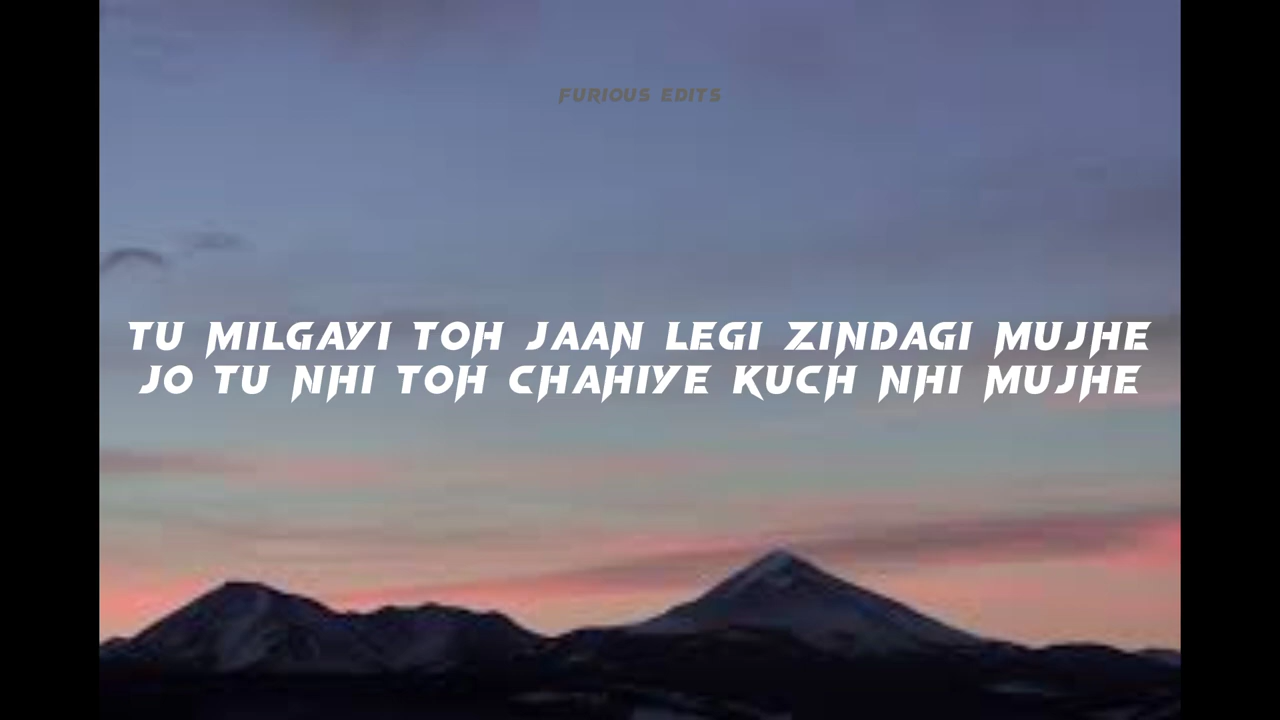 FURIOUS EDITS
TU MILGAYI TOH JAAN LEGI ZINDAGI MUJHE
JO TU NHI TOH CHAHIYE KUCH NHI MUJHE